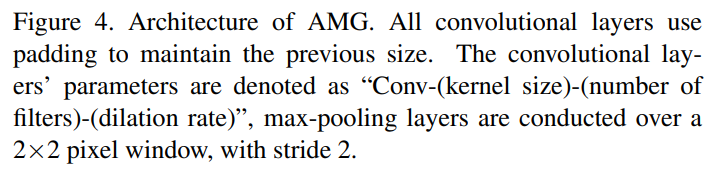 Figure 4. Architecture of AMG. All convolutional layers use
padding to maintain the previous size. The convolutional lay-
ers’ parameters are denoted as “Conv-(kernel size)-(number of
filters)-(dilation rate)”, max-pooling layers are conducted over a
2×2 pixel window, with stride 2.